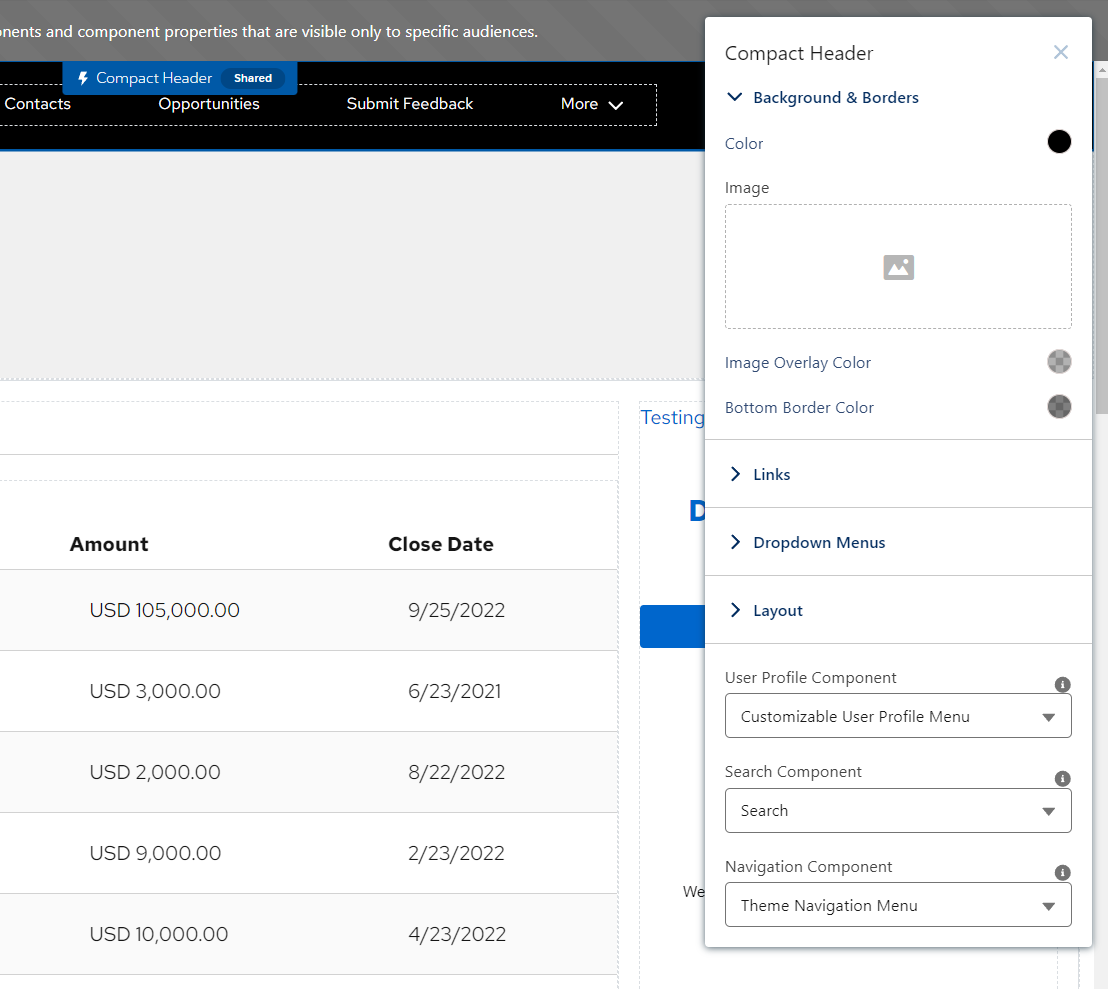 components and component properties that are visible only to specific audiences.
Compact Header Shared
Contacts Opportunities Submit Feedback More
Testing
D
Amount Close Date
USD 105,000.00 9/25/2022
USD 3,000.00 6/23/2021
USD 2,000.00 8/22/2022
USD 9,000.00 2/23/2022
USD 10,000.00 4/23/2022
We
Compact Header
Background & Borders
Color
Image
Image Overlay Color
Bottom Border Color
Links
Dropdown Menus
Layout
User Profile Component
Customizable User Profile Menu
Search Component
Search
Navigation Component
Theme Navigation Menu